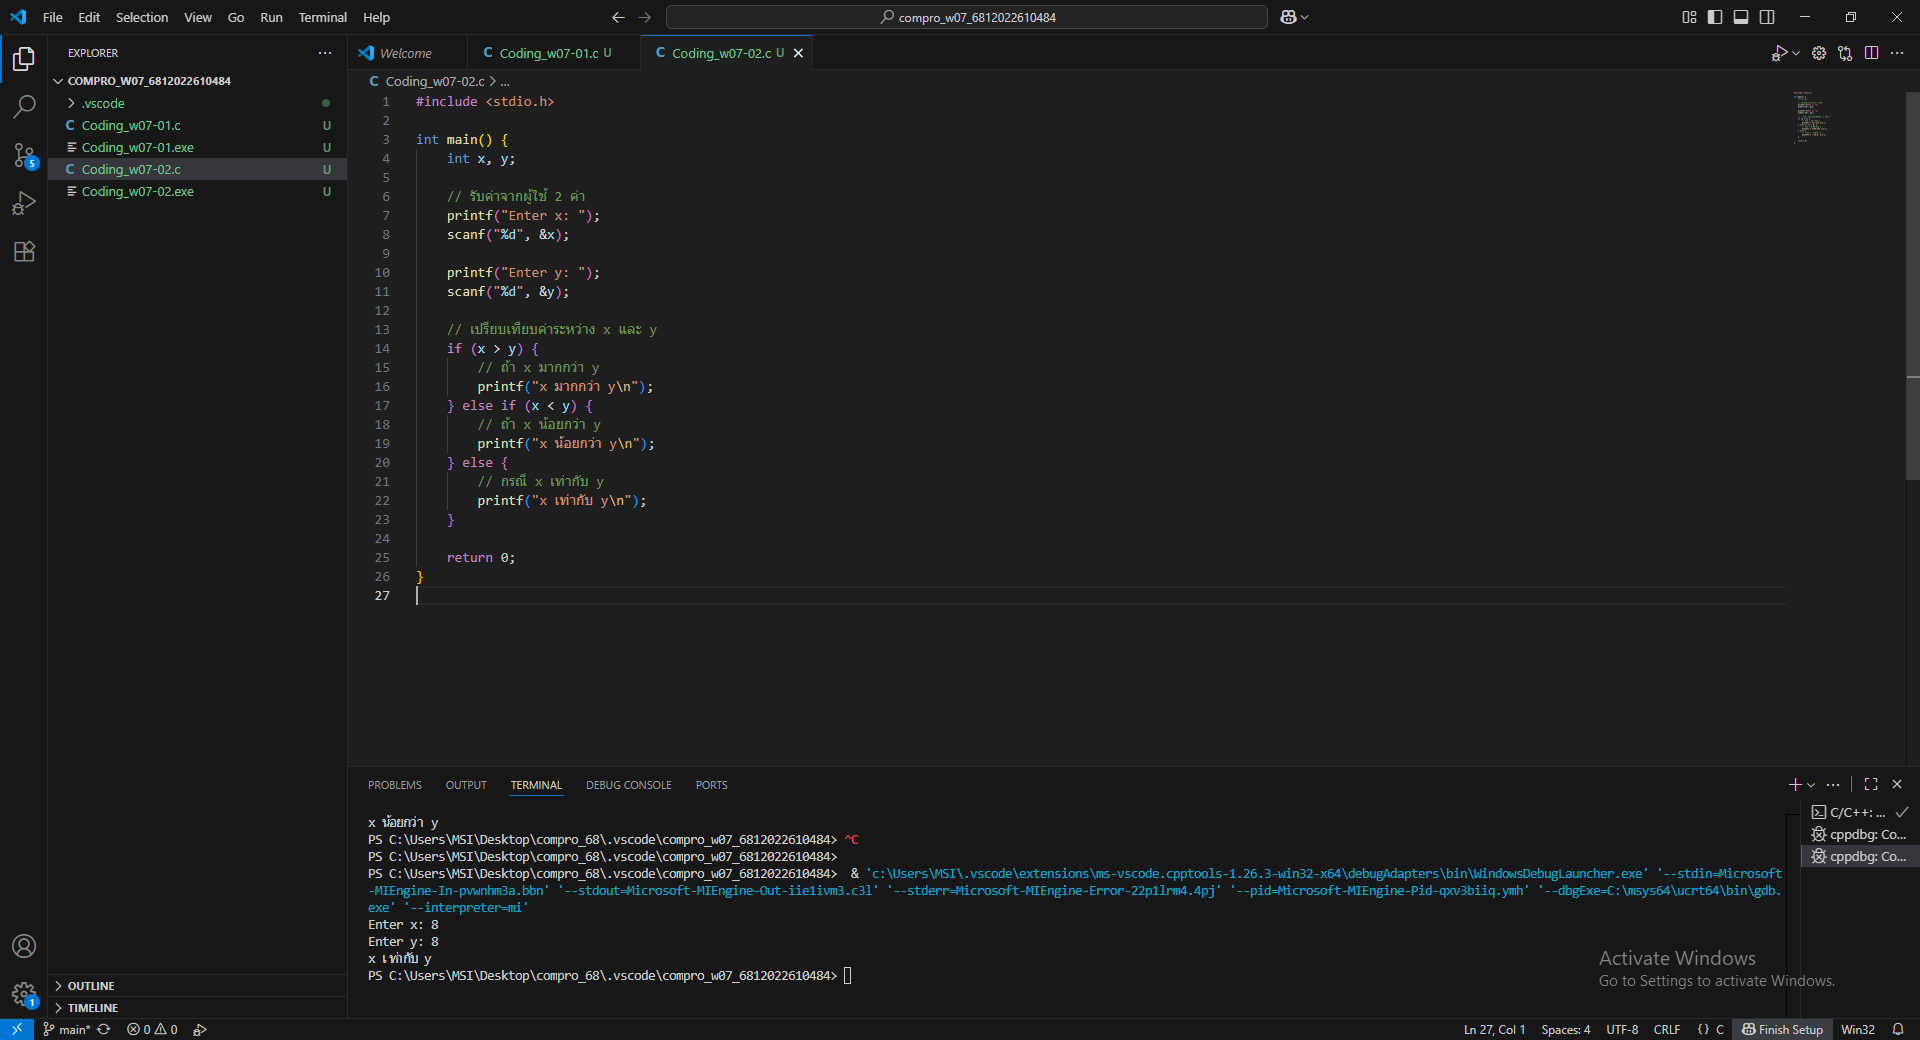 File Edit Selection View Go Run Terminal Help
compro_w07_6812022610484
EXPLORER
COMPRO_W07_6812022610484
.vscode
Coding_w07-01.c U
Coding_w07-01.exe U
Coding_w07-02.c U
Coding_w07-02.exe U
OUTLINE
TIMELINE
5
1
Welcome
C Coding_w07-01.c U
C Coding_w07-02.c U
C Coding_w07-02.c > ...
1 #include <stdio.h>
2
3 int main() {
4 int x, y;
5
6 // รับค่าจากผู้ใช้ 2 ค่า
7 printf("Enter x: ");
8 scanf("%d", &x);
9
10 printf("Enter y: ");
11 scanf("%d", &y);
12
13 // เปรียบเทียบค่าระหว่าง x และ y
14 if (x > y) {
15 // ถ้า x มากกว่า y
16 printf("x มากกว่า y\n");
17 } else if (x < y) {
18 // ถ้า x น้อยกว่า y
19 printf("x น้อยกว่า y\n");
20 } else {
21 // กรณี x เท่ากับ y
22 printf("x เท่ากับ y\n");
23 }
24
25 return 0;
26 }
27
PROBLEMS OUTPUT TERMINAL DEBUG CONSOLE PORTS
x น้อยกว่า y
PS C:\Users\MSI\Desktop\compro_68\.vscode\compro_w07_6812022610484> ^C
PS C:\Users\MSI\Desktop\compro_68\.vscode\compro_w07_6812022610484>
PS C:\Users\MSI\Desktop\compro_68\.vscode\compro_w07_6812022610484> & 'c:\Users\MSI\.vscode\extensions\ms-vscode.cpptools-1.26.3-win32-x64\debugAdapters\bin\WindowsDebugLauncher.exe' '--stdin=Microsoft
-MIEngine-In-pvwnhm3a.bbn' '--stdout=Microsoft-MIEngine-Out-iie1ivm3.c3l' '--stderr=Microsoft-MIEngine-Error-22p1lrm4.4pj' '--pid=Microsoft-MIEngine-Pid-qxv3biiq.ymh' '--dbgExe=C:\msys64\ucrt64\bin\gdb.
exe' '--interpreter=mi'
Enter x: 8
Enter y: 8
x เท่ากับ y
PS C:\Users\MSI\Desktop\compro_68\.vscode\compro_w07_6812022610484>
C/C++: ...
cppdbg: Co...
cppdbg: Co...
Activate Windows
Go to Settings to activate Windows.
main* 0 0 Ln 27, Col 1 Spaces: 4 UTF-8 CRLF {} C Finish Setup Win32